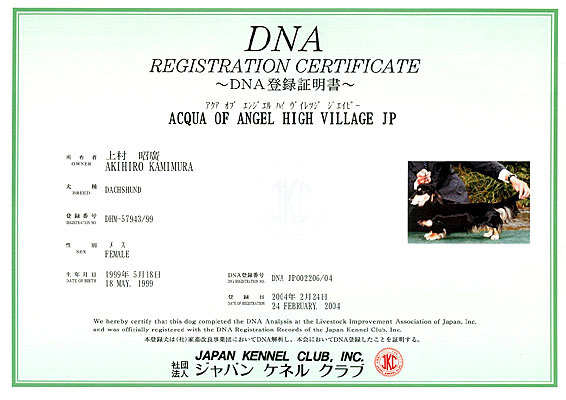 DNA
REGISTRATION CERTIFICATE
～DNA登録証明書～
アクア オブ エンジェル ハイ ヴィレッジ ジェイピー
ACQUA OF ANGEL HIGH VILLAGE JP
所有者 上村 昭廣
OWNER AKIHIRO KAMIMURA
犬種
BREED DACHSHUND
登録番号
REGISTRATION NO. DHM-57943/99
性別 メス
SEX FEMALE
生年月日 1999年 5月18日
DATE OF BIRTH 18 MAY. 1999
DNA登録番号
DNA REGISTRATION NO. DNA JP002206/04
登録日 2004年 2月24日
DATE OF REGISTRATION 24 FEBRUARY. 2004
We hereby certify that this dog completed the DNA Analysis at the Livestock Improvement Association of Japan, Inc.
and was officially registered with the DNA Registration Records of the Japan Kennel Club, Inc.
本登録犬は(社)家畜改良事業団においてDNA解析し、本会においてDNA登録したことを証明する。
JAPAN KENNEL CLUB, INC.
社団法人 ジャパン ケネル クラブ
JKC